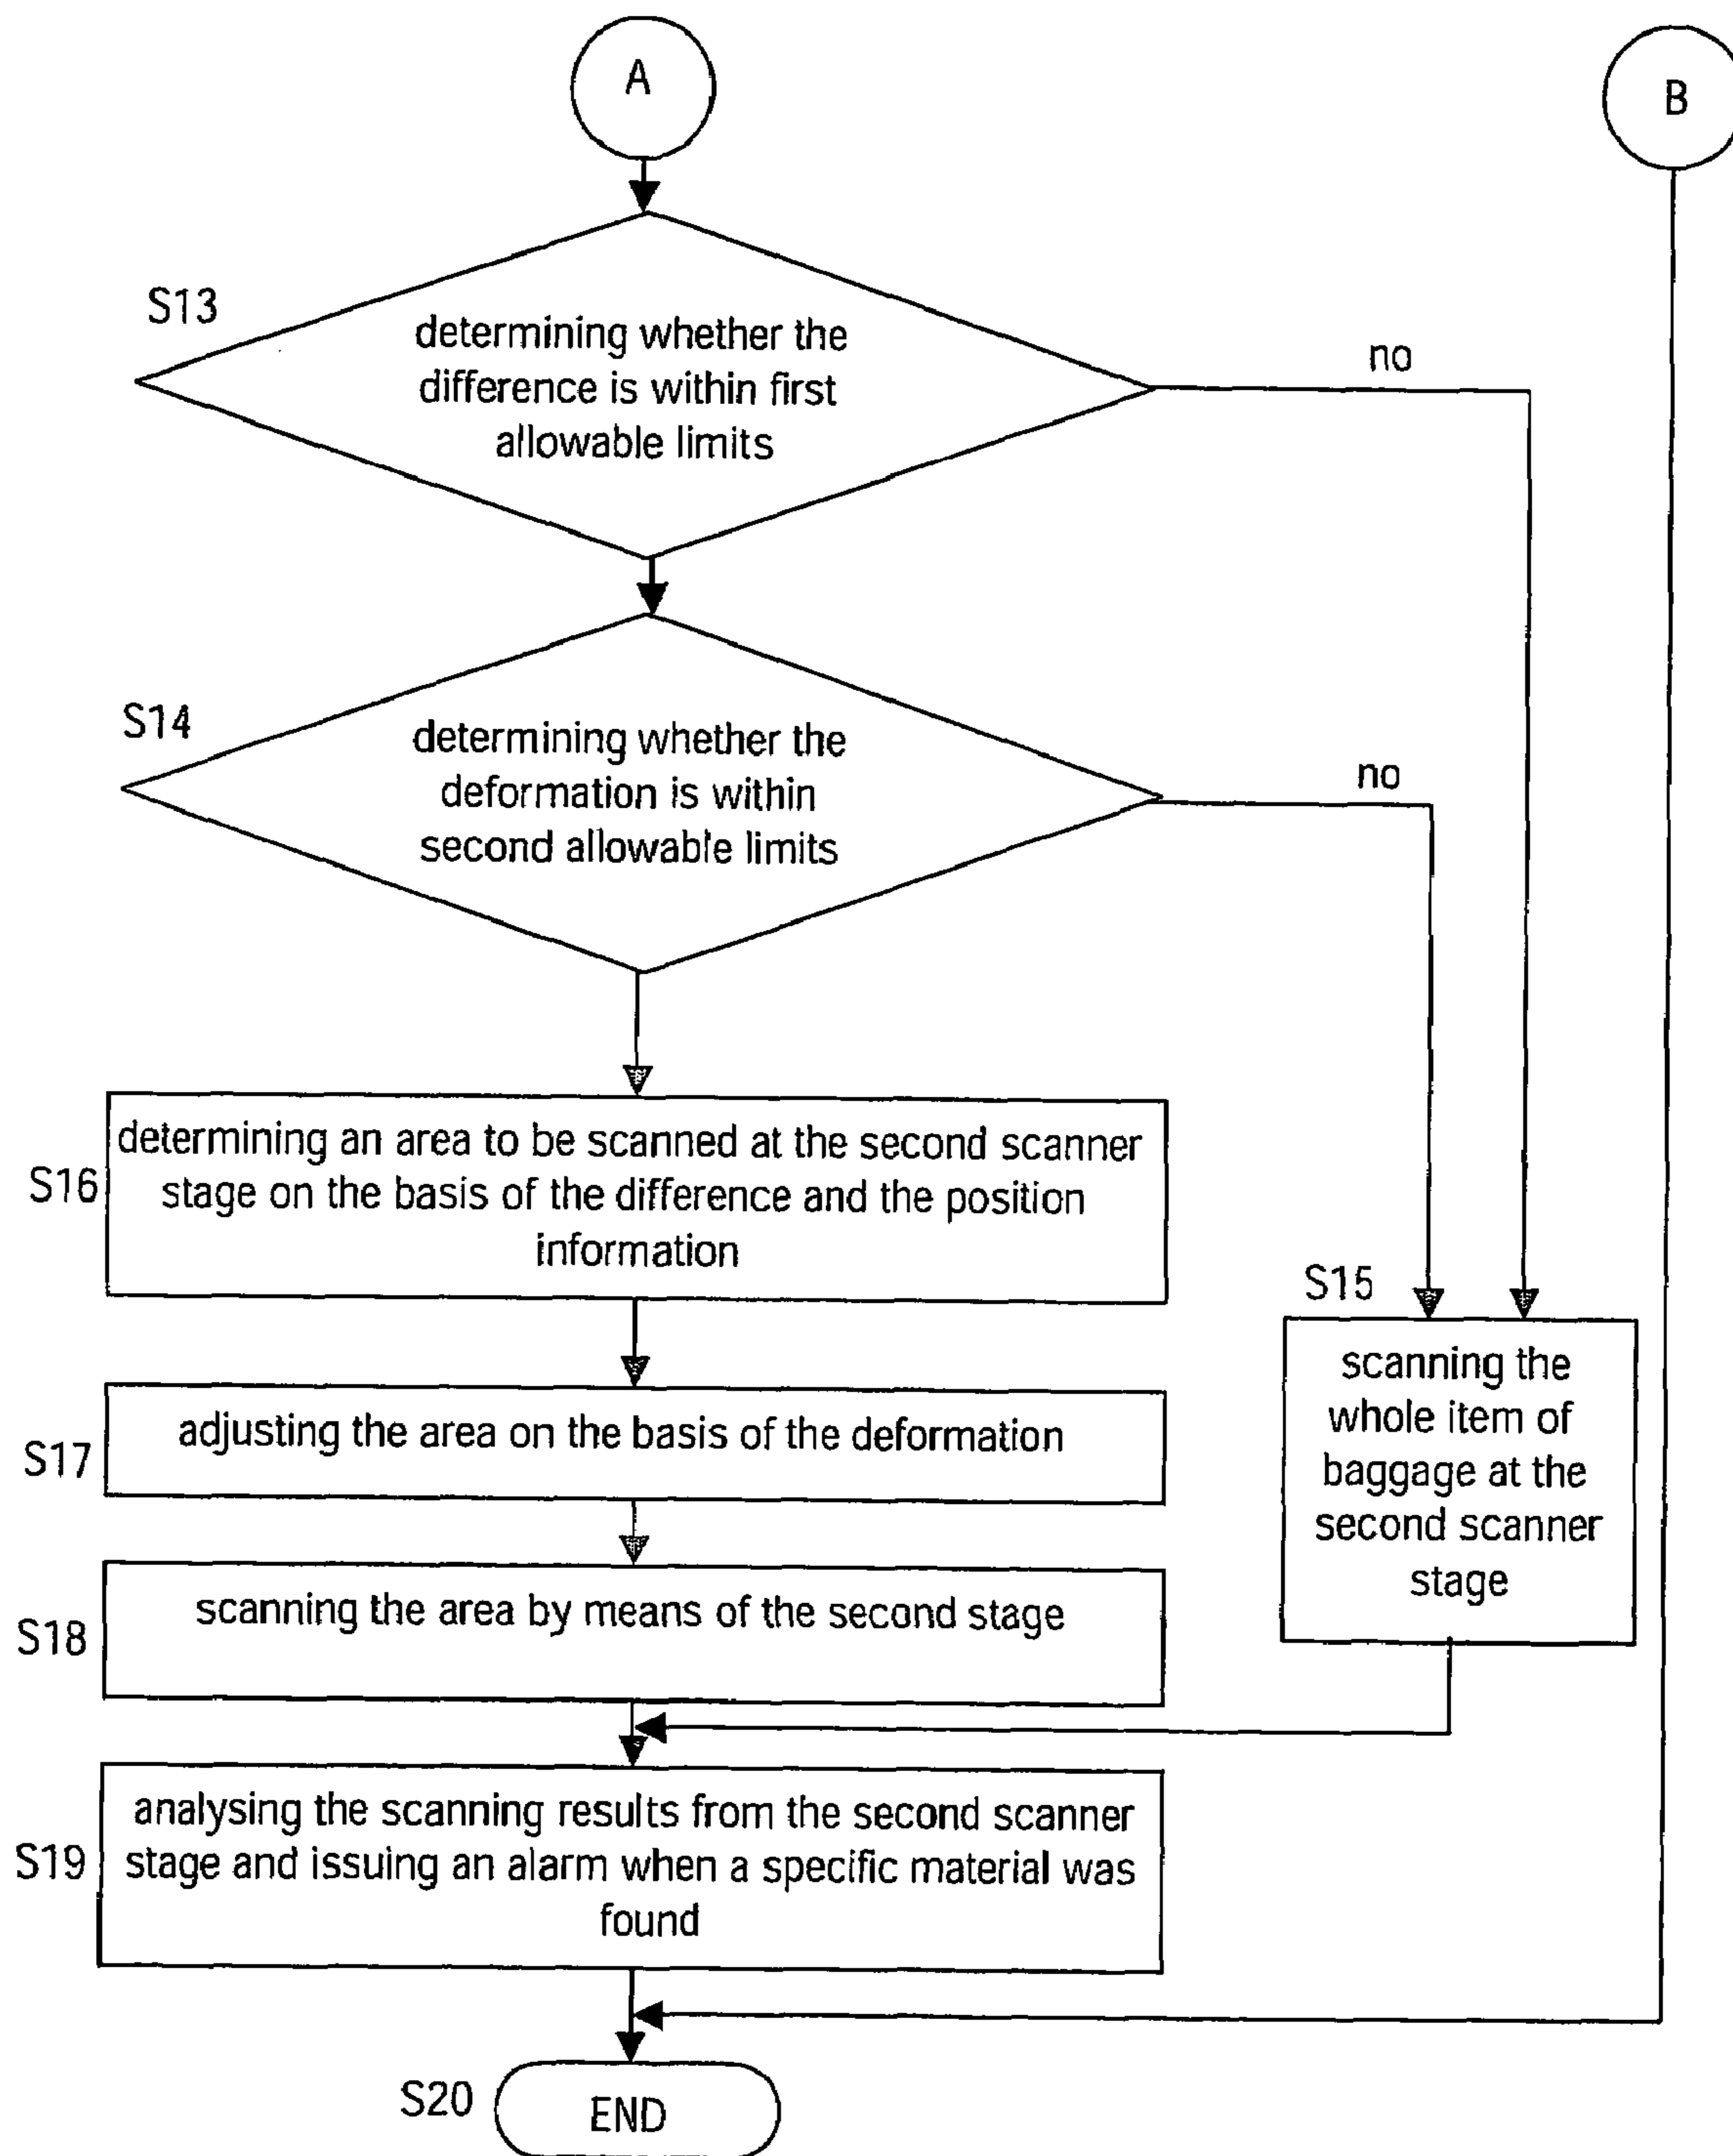 A
B
S13
determining whether the
difference is within first
allowable limits
no
S14
determining whether the
deformation is within
second allowable limits
no
S16
determining an area to be scanned at the second scanner
stage on the basis of the difference and the position
information
S15
scanning the
whole item of
baggage at the
second scanner
stage
S17
adjusting the area on the basis of the deformation
S18
scanning the area by means of the second stage
S19
analysing the scanning results from the second scanner
stage and issuing an alarm when a specific material was
found
S20
END